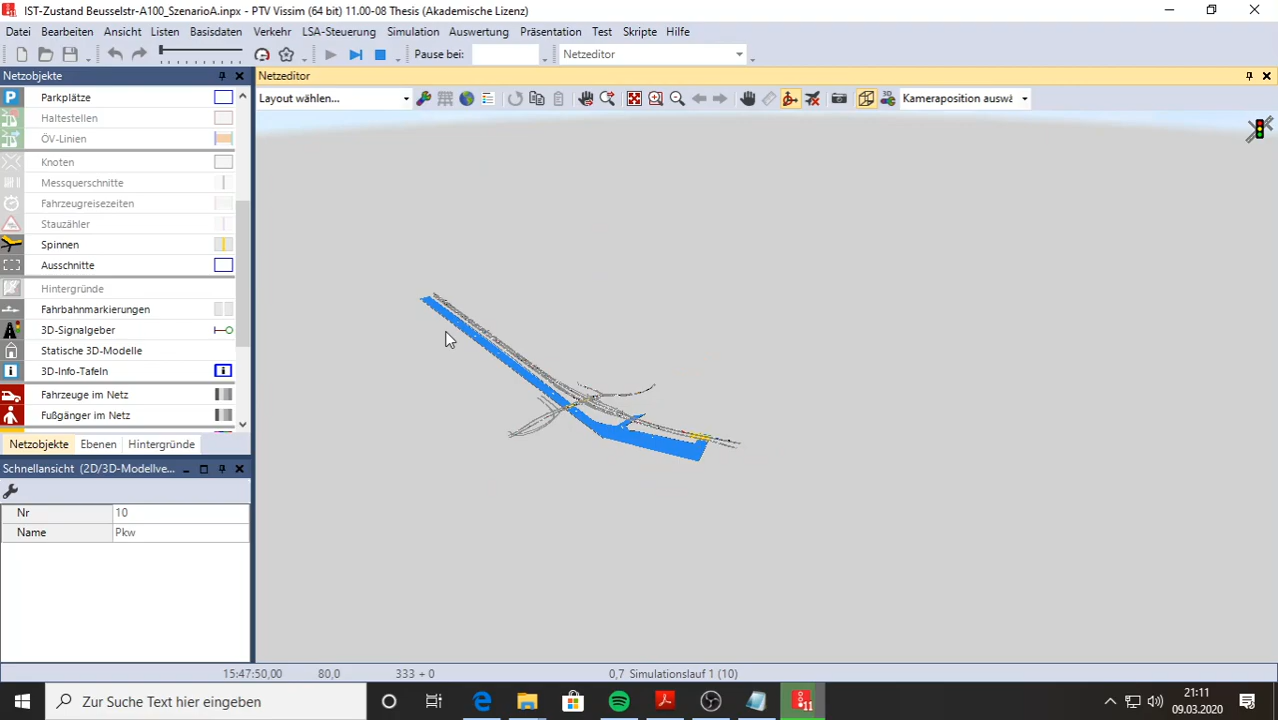 IST-Zustand Beusselstr-A100_SzenarioA.inpx - PTV Vissim (64 bit) 11.00-08 Thesis (Akademische Lizenz)
Datei Bearbeiten Ansicht Listen Basisdaten Verkehr LSA-Steuerung Simulation Auswertung Präsentation Test Skripte Hilfe
Pause bei: Netzeditor
Netzobjekte
Netzeditor
Layout wählen... 3D Kameraposition auswä
Parkplätze
Haltestellen
ÖV-Linien
Knoten
Messquerschnitte
Fahrzeugreisezeiten
Stauzähler
Spinnen
Ausschnitte
Hintergründe
Fahrbahnmarkierungen
3D-Signalgeber
Statische 3D-Modelle
3D-Info-Tafeln
Fahrzeuge im Netz
Fußgänger im Netz
Netzobjekte Ebenen Hintergründe
Schnellansicht (2D/3D-Modellve...
Nr 10
Name Pkw
15:47:50,00 80,0 333 + 0 0,7 Simulationslauf 1 (10)
Zur Suche Text hier eingeben
11
21:11
09.03.2020